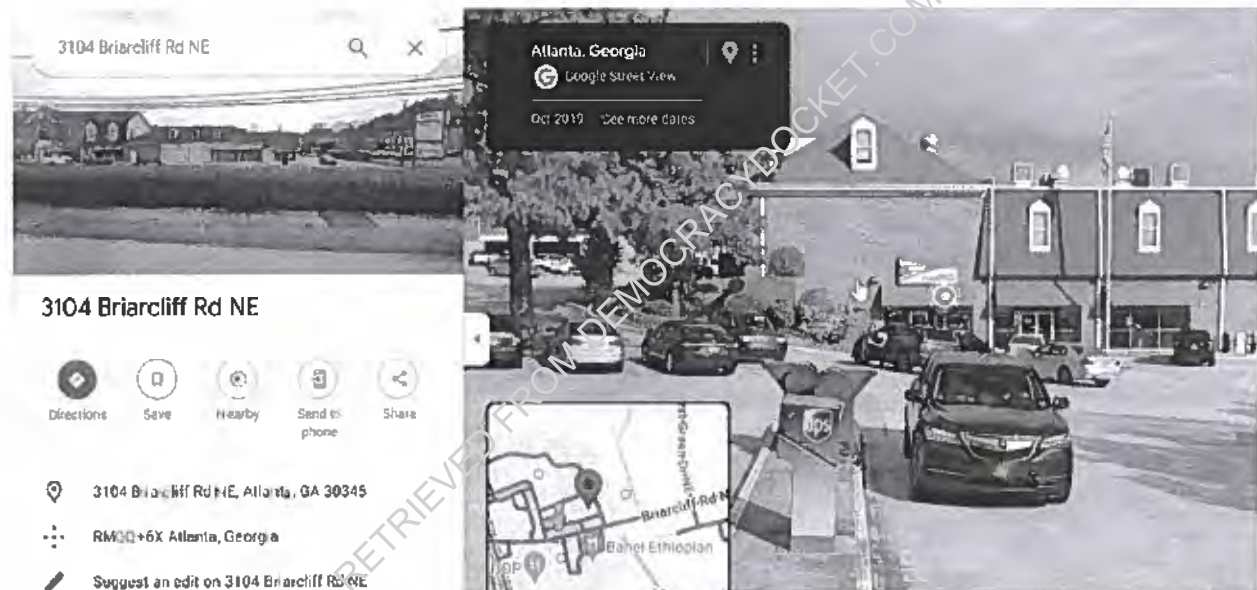 3104 Briarcliff Rd NE
Atlanta, Georgia
Google Street View
Oct 2019 See more dates
3104 Briarcliff Rd NE
Directions
Save
Nearby
Send to phone
Share
3104 Briarcliff Rd NE, Atlanta, GA 30345
+6X Atlanta, Georgia
Suggest an edit on 3104 Briarcliff Rd NE
ups
Briarcliff Rd N
Bahel Ethiopian
RETRIEVED FROM DEMOCRACYDOCKET.COM